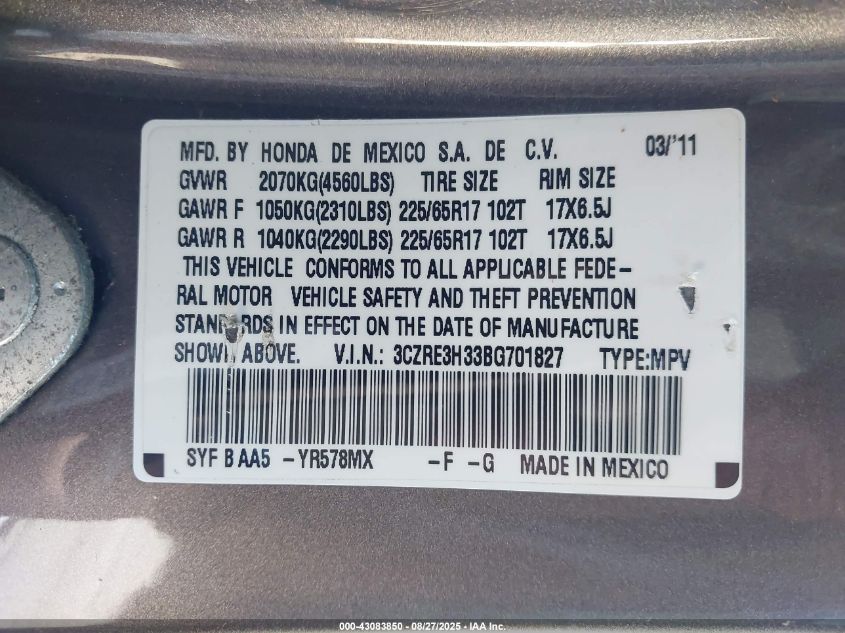 MFD. BY HONDA DE MEXICO S.A. DE C.V. 03/'11
GVWR 2070KG(4560LBS) TIRE SIZE RIM SIZE
GAWR F 1050KG(2310LBS) 225/65R17 102T 17X6.5J
GAWR R 1040KG(2290LBS) 225/65R17 102T 17X6.5J
THIS VEHICLE CONFORMS TO ALL APPLICABLE FEDE-
RAL MOTOR VEHICLE SAFETY AND THEFT PREVENTION
STANDARDS IN EFFECT ON THE DATE OF MANUFACTURE
SHOWN ABOVE. V.I.N.: 3CZRE3H33BG701827 TYPE:MPV
SYF B AA5 -YR578MX -F -G MADE IN MEXICO
000-43083850 - 08/27/2025 - IAA Inc.